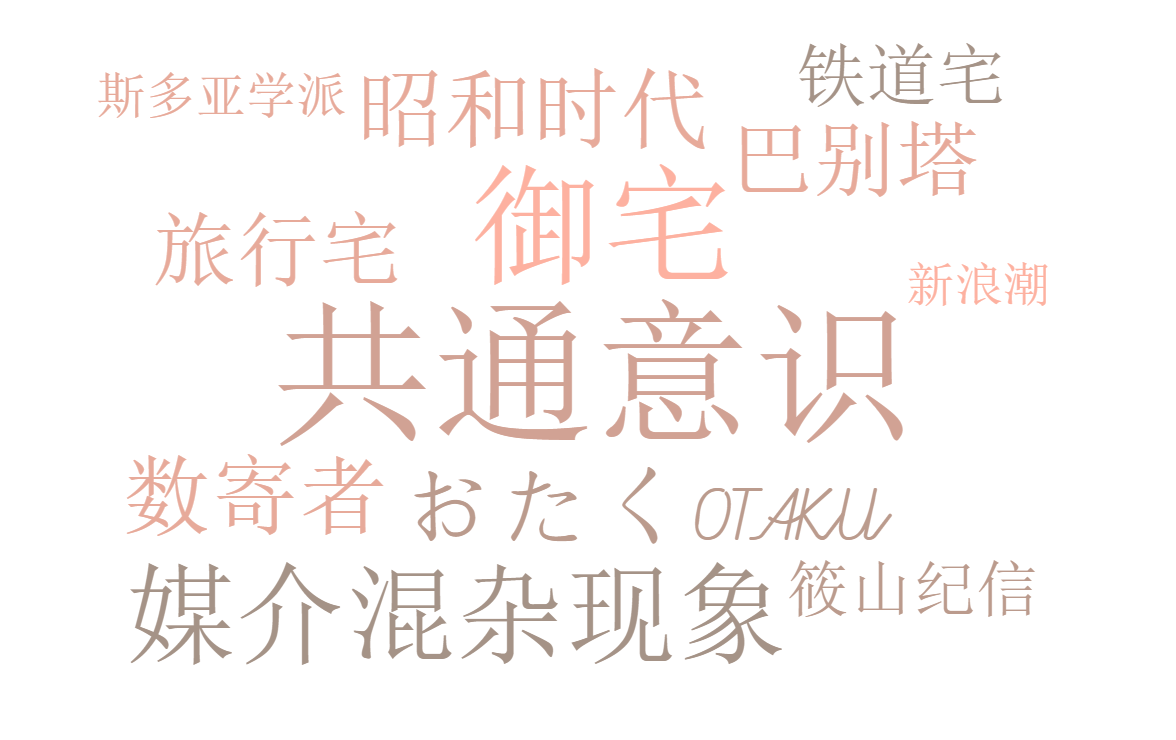 铁道宅
斯多亚学派
昭和时代
巴别塔
御宅
旅行宅
新浪潮
共通意识
数寄者
おたく
OTAKU
媒介混杂现象
筱山纪信